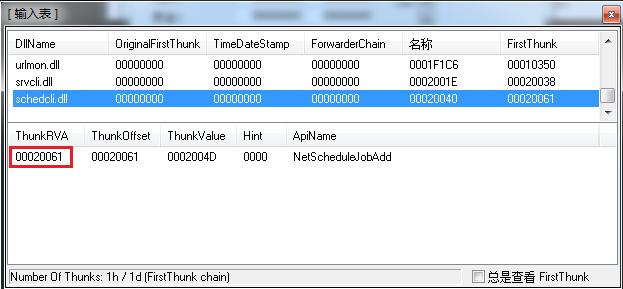 [ 输入表 ]
DllName OriginalFirstThunk TimeDateStamp ForwarderChain 名称 FirstThunk
urlmon.dll 00000000 00000000 00000000 0001F1C6 00010350
srvcli.dll 00000000 00000000 00000000 0002001E 00020038
schedcli.dll 00000000 00000000 00000000 00020040 00020061
ThunkRVA ThunkOffset ThunkValue Hint ApiName
00020061 00020061 0002004D 0000 NetScheduleJobAdd
Number Of Thunks: 1h / 1d (FirstThunk chain) 总是查看 FirstThunk